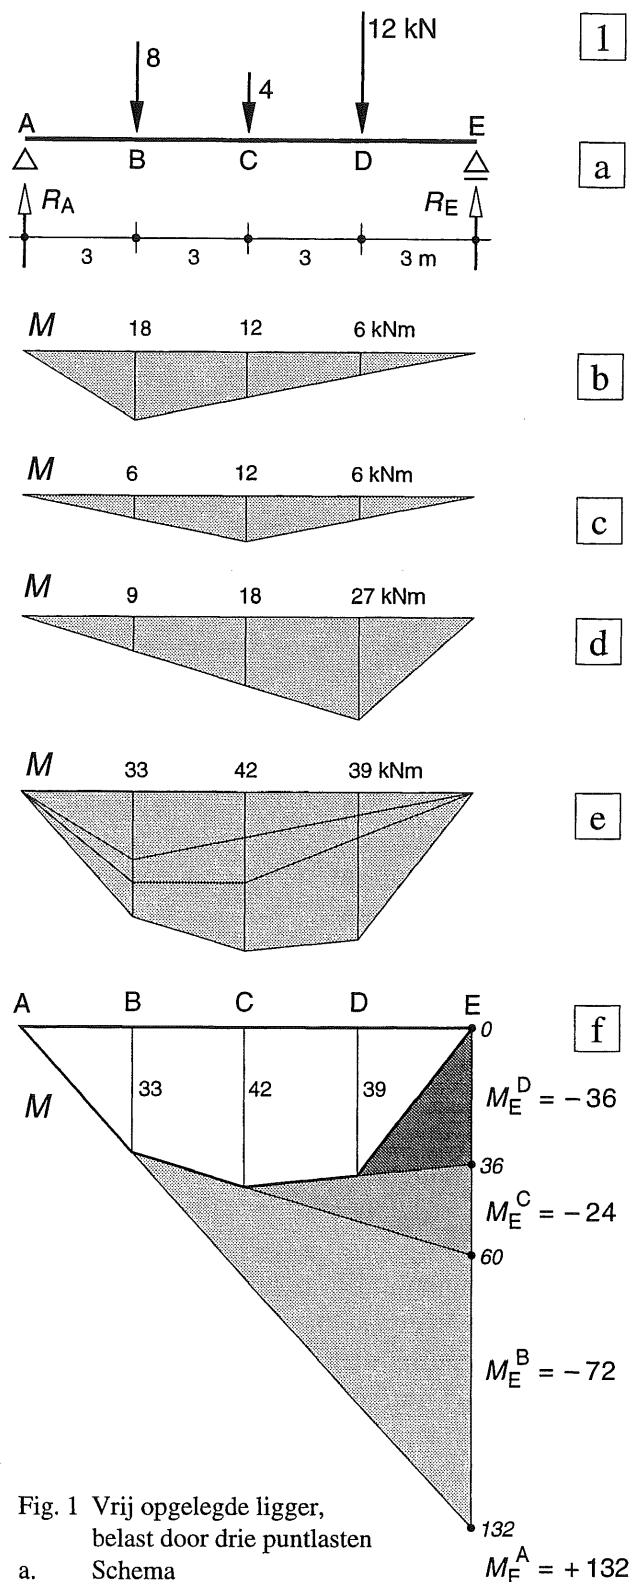 12 kN
1
8
4
A
E
B C D
a
R_A R_E
3 3 3 3 m
M 18 12 6 kNm
b
M 6 12 6 kNm
c
M 9 18 27 kNm
d
M 33 42 39 kNm
e
A B C D E
f
0
33 42 39
M
M_E^D = −36
36
M_E^C = −24
60
M_E^B = −72
Fig. 1 Vrij opgelegde ligger,
belast door drie puntlasten
132
a. Schema
M_E^A = +132